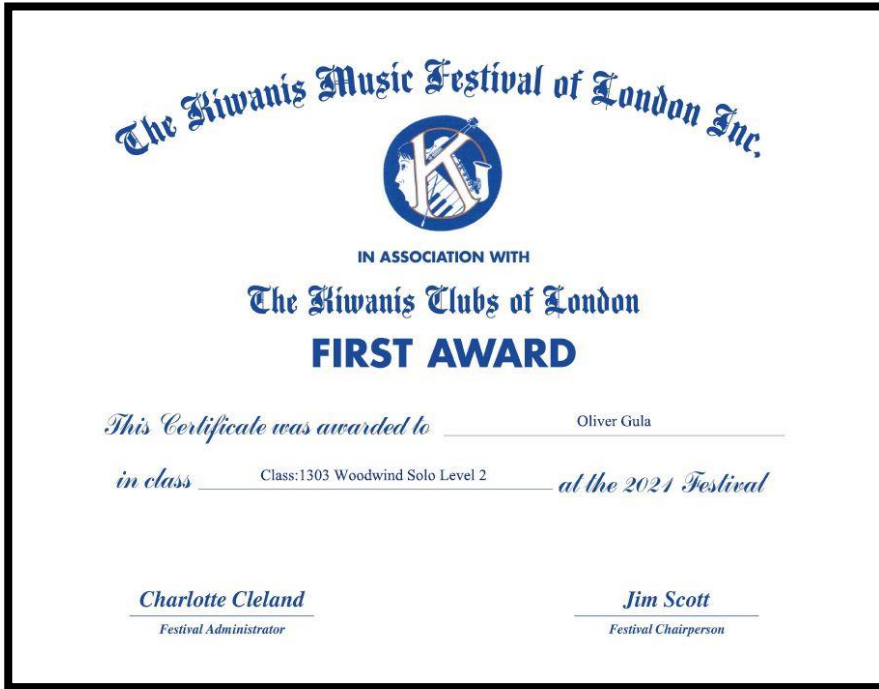 The Kiwanis Music Festival of London Inc.
K
IN ASSOCIATION WITH
The Kiwanis Clubs of London
FIRST AWARD
This Certificate was awarded to Oliver Gula
in class Class:1303 Woodwind Solo Level 2 at the 2021 Festival
Charlotte Cleland Jim Scott
Festival Administrator Festival Chairperson